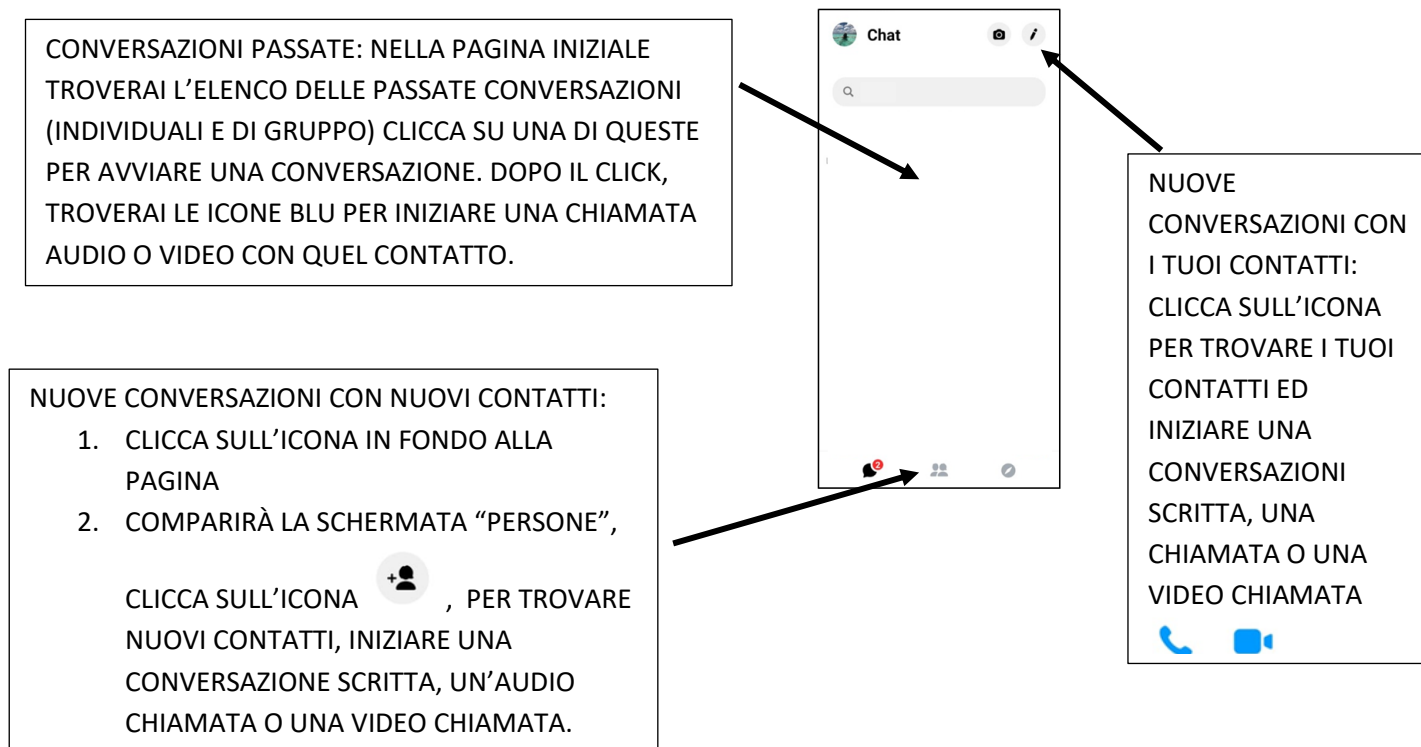 CONVERSAZIONI PASSATE: NELLA PAGINA INIZIALE
TROVERAI L’ELENCO DELLE PASSATE CONVERSAZIONI
(INDIVIDUALI E DI GRUPPO) CLICCA SU UNA DI QUESTE
PER AVVIARE UNA CONVERSAZIONE. DOPO IL CLICK,
TROVERAI LE ICONE BLU PER INIZIARE UNA CHIAMATA
AUDIO O VIDEO CON QUEL CONTATTO.
Chat
2
NUOVE
CONVERSAZIONI CON
I TUOI CONTATTI:
CLICCA SULL’ICONA
PER TROVARE I TUOI
CONTATTI ED
INIZIARE UNA
CONVERSAZIONI
SCRITTA, UNA
CHIAMATA O UNA
VIDEO CHIAMATA
NUOVE CONVERSAZIONI CON NUOVI CONTATTI:
1. CLICCA SULL’ICONA IN FONDO ALLA
PAGINA
2. COMPARIRÀ LA SCHERMATA “PERSONE”,
CLICCA SULL’ICONA , PER TROVARE
NUOVI CONTATTI, INIZIARE UNA
CONVERSAZIONE SCRITTA, UN’AUDIO
CHIAMATA O UNA VIDEO CHIAMATA.